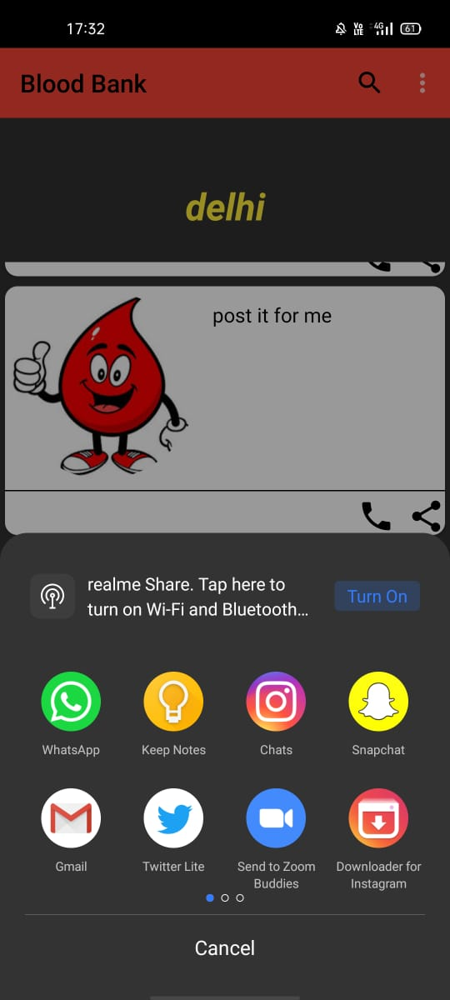 17:32
Vo
LTE
4G
61
Blood Bank
delhi
post it for me
realme Share. Tap here to
turn on Wi-Fi and Bluetooth…
Turn On
WhatsApp
Keep Notes
Chats
Snapchat
Gmail
Twitter Lite
Send to Zoom
Buddies
Downloader for
Instagram
Cancel